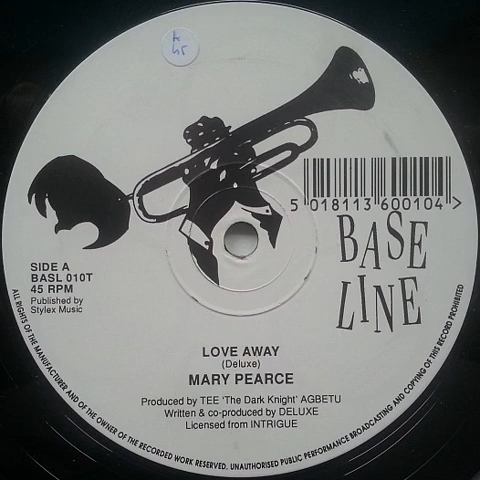 5 018113 600104 >
BASE
LINE
SIDE A
BASL 010T
45 RPM
Published by
Stylex Music
LOVE AWAY
(Deluxe)
MARY PEARCE
Produced by TEE 'The Dark Knight' AGBETU
Written & co-produced by DELUXE
Licensed from INTRIGUE
ALL RIGHTS OF THE MANUFACTURER AND OF THE OWNER OF THE RECORDED WORK RESERVED. UNAUTHORISED PUBLIC PERFORMANCE BROADCASTING AND COPYING OF THIS RECORD PROHIBITED